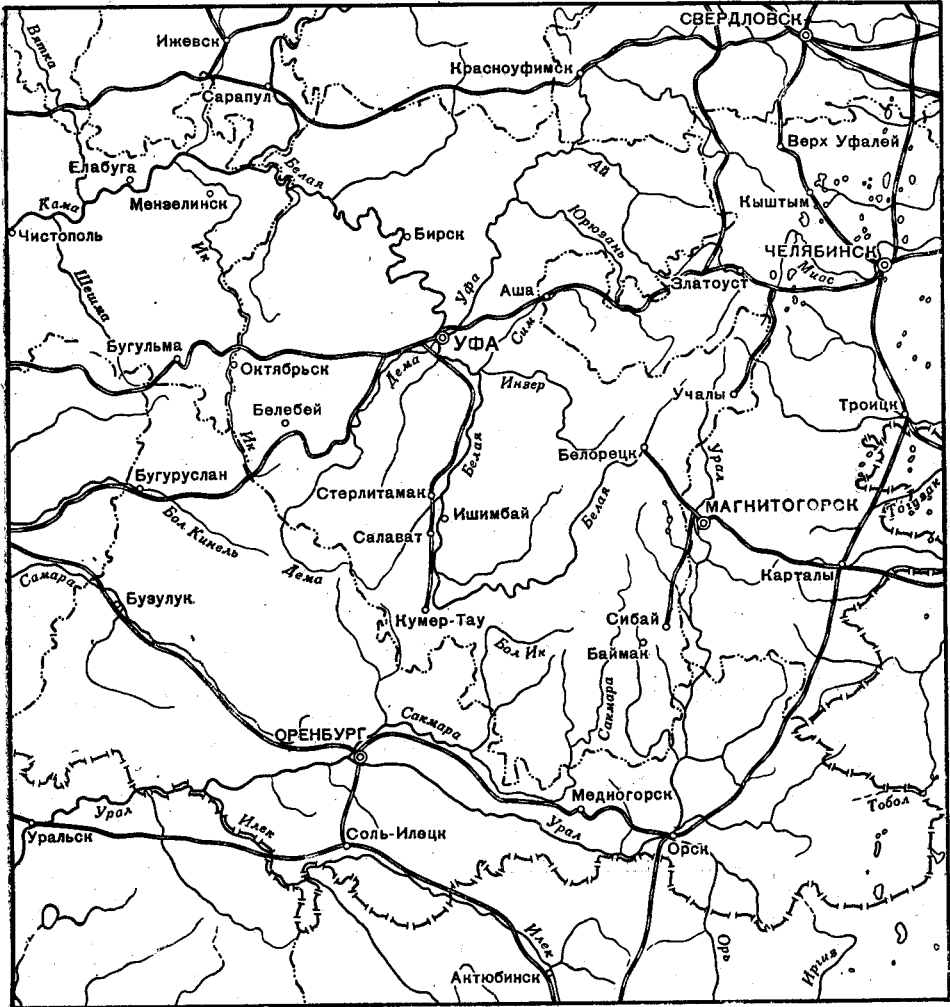 СВЕРДЛОВСК
Вятка
Ижевск
Красноуфимск
Сарапул
Верх Уфалей
Елабуга
Белая
Ай
Кама
Мензелинск
Кыштым
Юрюзань
Чистополь
Ик
Бирск
ЧЕЛЯБИНСК
Миас
Шешма
Уфа
Аша
Златоуст
Сим
Бугульма
УФА
Октябрьск
Дема
Инзер
Учалы
Белебей
Троицк
Ик
Белая
Белорецк
Урал
Бугуруслан
Стерлитамак
Белая
МАГНИТОГОРСК
Тогузак
Бол Кинель
Ишимбай
Салават
Дема
Карталы
Самара
Бузулук
Кумер-Тау
Сибай
Бол Ик
Баймак
Сакмара
Сакмара
ОРЕНБУРГ
Медногорск
Тобол
Урал
Илек
Урал
Уральск
Соль-Илецк
Орск
Илек
Орь
Актюбинск
Иргиз